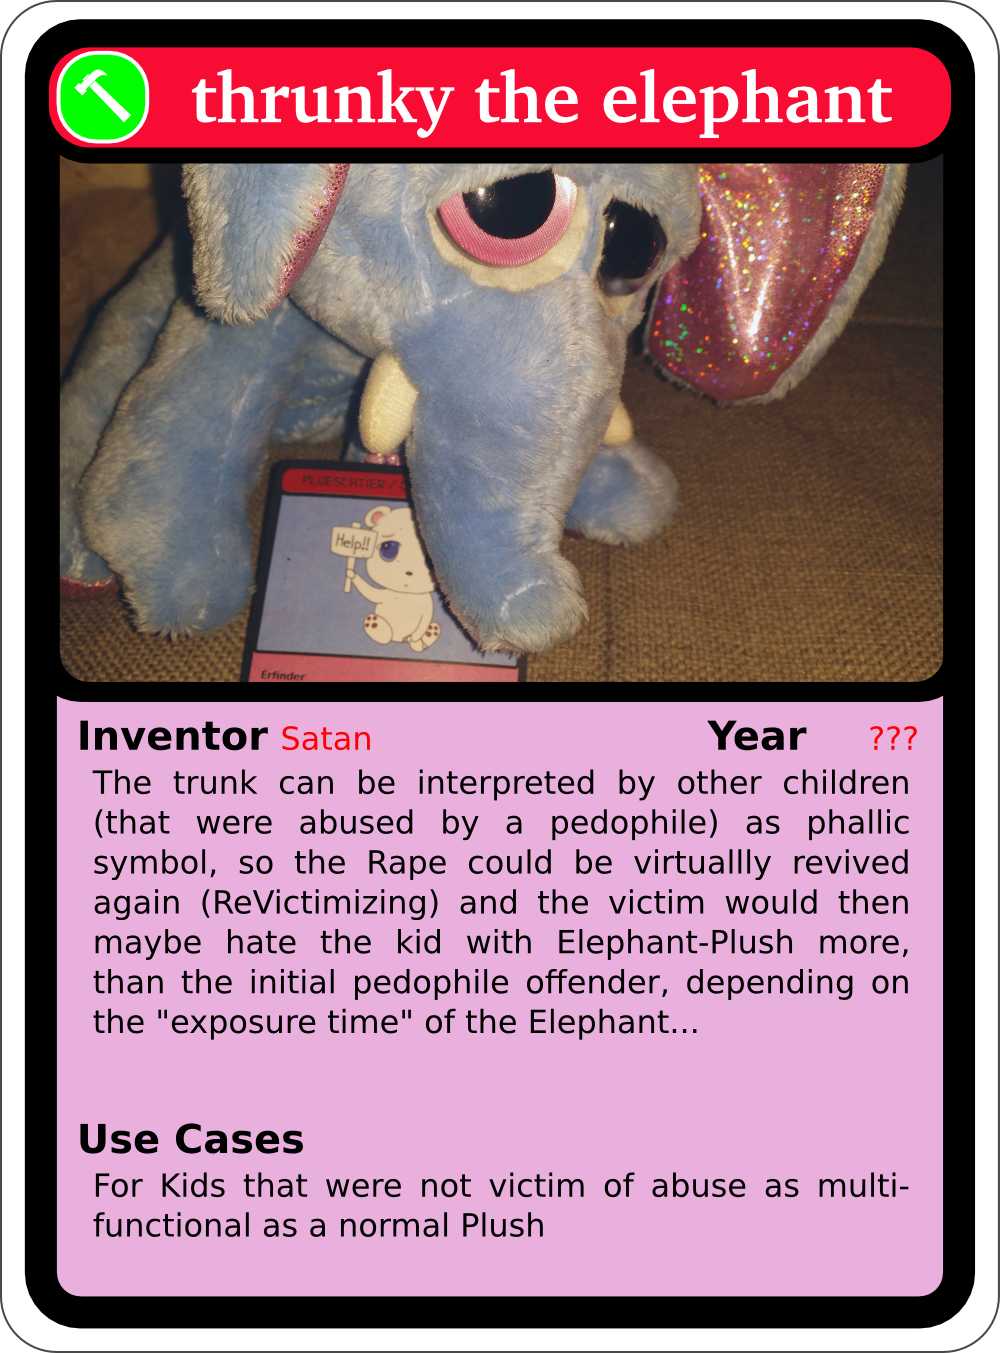 thrunky the elephant
PLUESCHTIER /
Help!!
Erfinder
Inventor Satan Year ???
The trunk can be interpreted by other children
(that were abused by a pedophile) as phallic
symbol, so the Rape could be virtuallly revived
again (ReVictimizing) and the victim would then
maybe hate the kid with Elephant-Plush more,
than the initial pedophile offender, depending on
the "exposure time" of the Elephant...
Use Cases
For Kids that were not victim of abuse as multi-
functional as a normal Plush